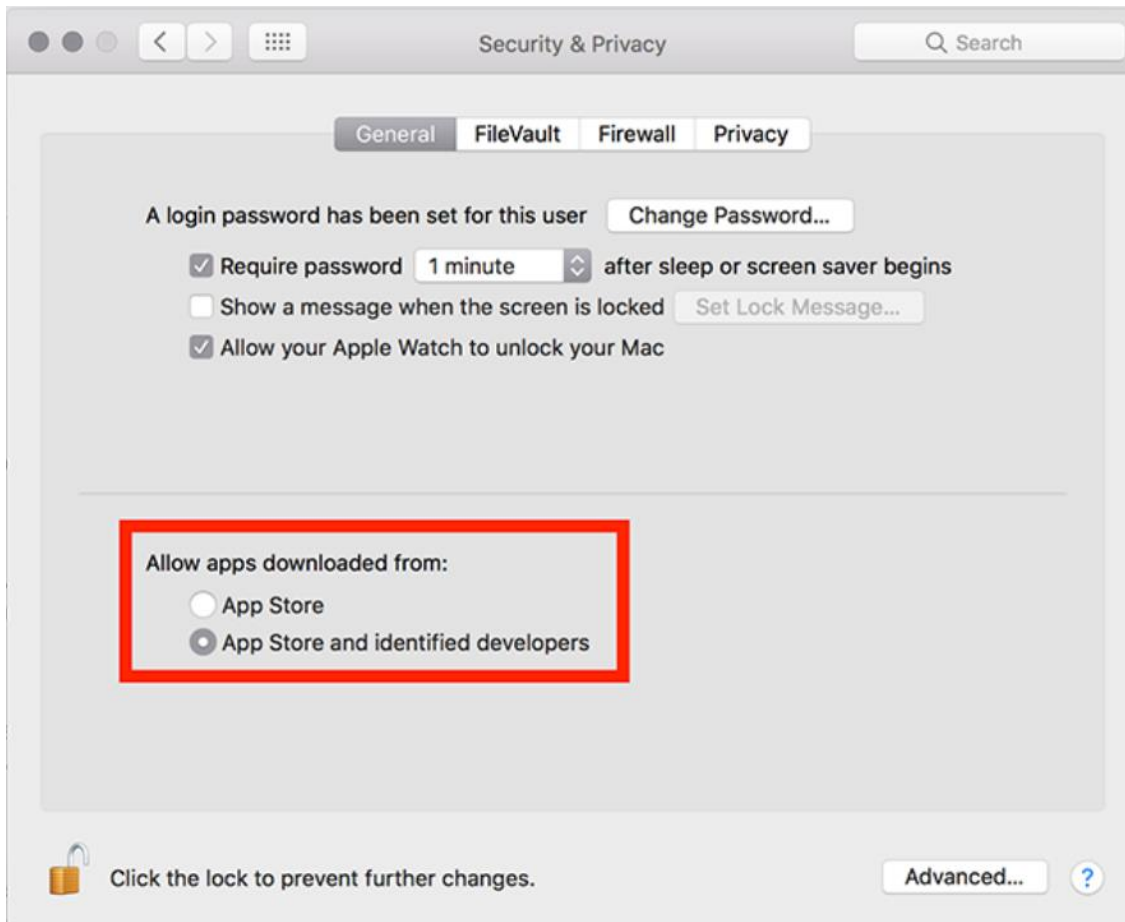 Security & Privacy
Search
General FileVault Firewall Privacy
A login password has been set for this user Change Password...
Require password 1 minute after sleep or screen saver begins
Show a message when the screen is locked Set Lock Message...
Allow your Apple Watch to unlock your Mac
Allow apps downloaded from:
App Store
App Store and identified developers
Click the lock to prevent further changes. Advanced... ?